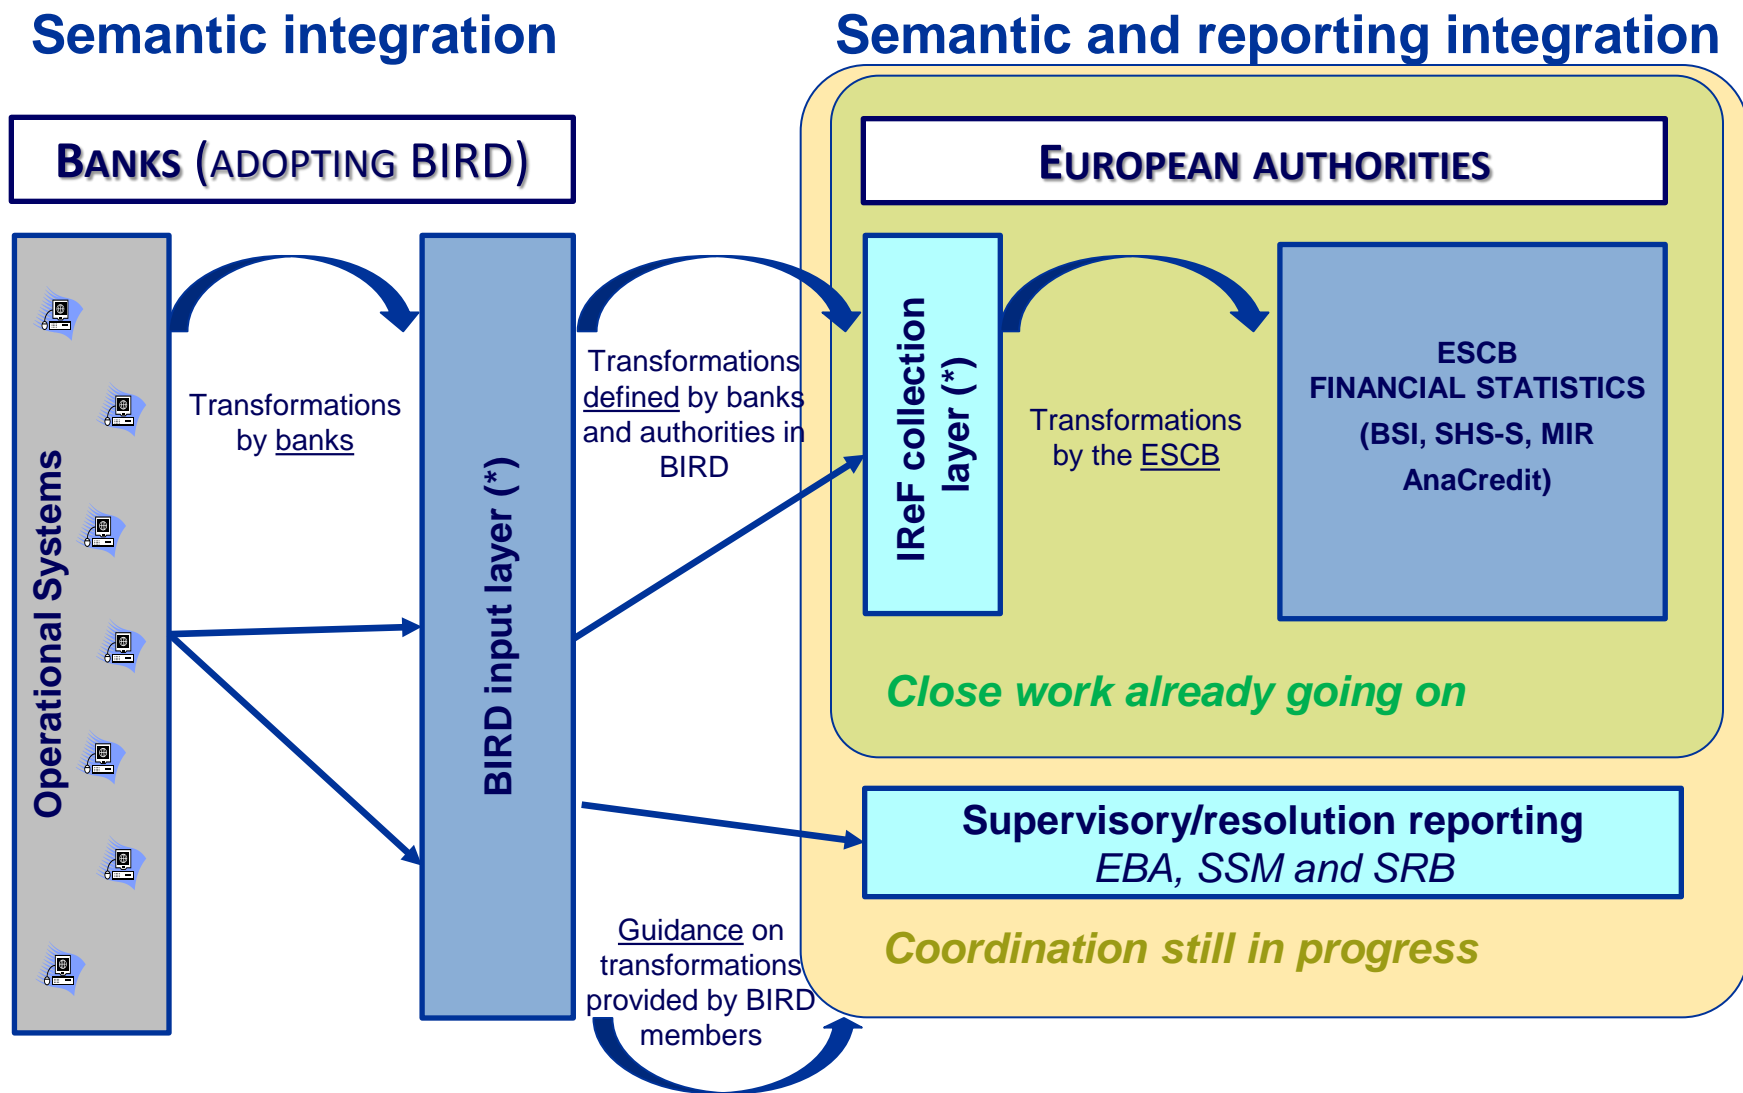 Semantic integration
Semantic and reporting integration
BANKS (ADOPTING BIRD)
EUROPEAN AUTHORITIES
Operational Systems
Transformations
by banks
BIRD input layer (*)
Transformations
defined by banks
and authorities in
BIRD
IReF collection
layer (*)
Transformations
by the ESCB
ESCB
FINANCIAL STATISTICS
(BSI, SHS-S, MIR
AnaCredit)
Close work already going on
Supervisory/resolution reporting
EBA, SSM and SRB
Coordination still in progress
Guidance on
transformations
provided by BIRD
members